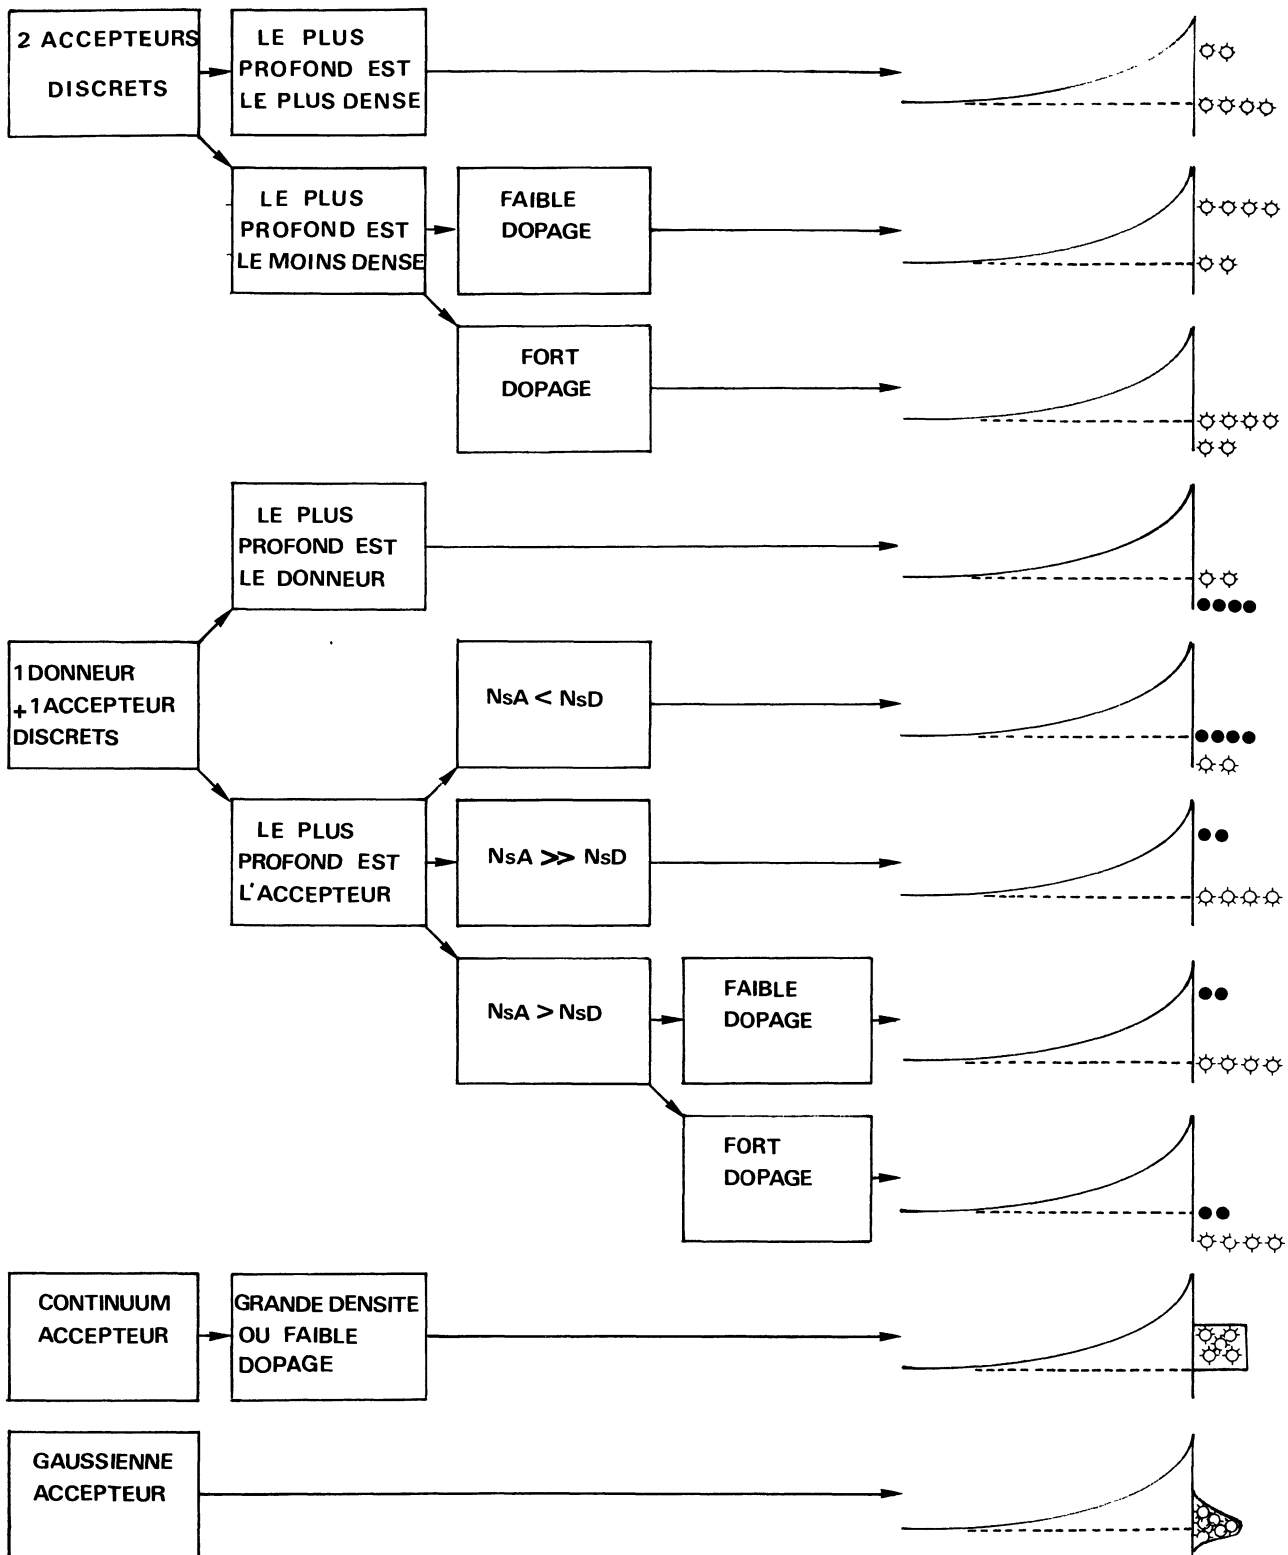 2 ACCEPTEURS
DISCRETS
LE PLUS
PROFOND EST
LE PLUS DENSE
LE PLUS
PROFOND EST
LE MOINS DENSE
FAIBLE
DOPAGE
FORT
DOPAGE
LE PLUS
PROFOND EST
LE DONNEUR
1 DONNEUR
+ 1 ACCEPTEUR
DISCRETS
NsA < NsD
LE PLUS
PROFOND EST
L'ACCEPTEUR
NsA >> NsD
NsA > NsD
FAIBLE
DOPAGE
FORT
DOPAGE
CONTINUUM
ACCEPTEUR
GRANDE DENSITE
OU FAIBLE
DOPAGE
GAUSSIENNE
ACCEPTEUR